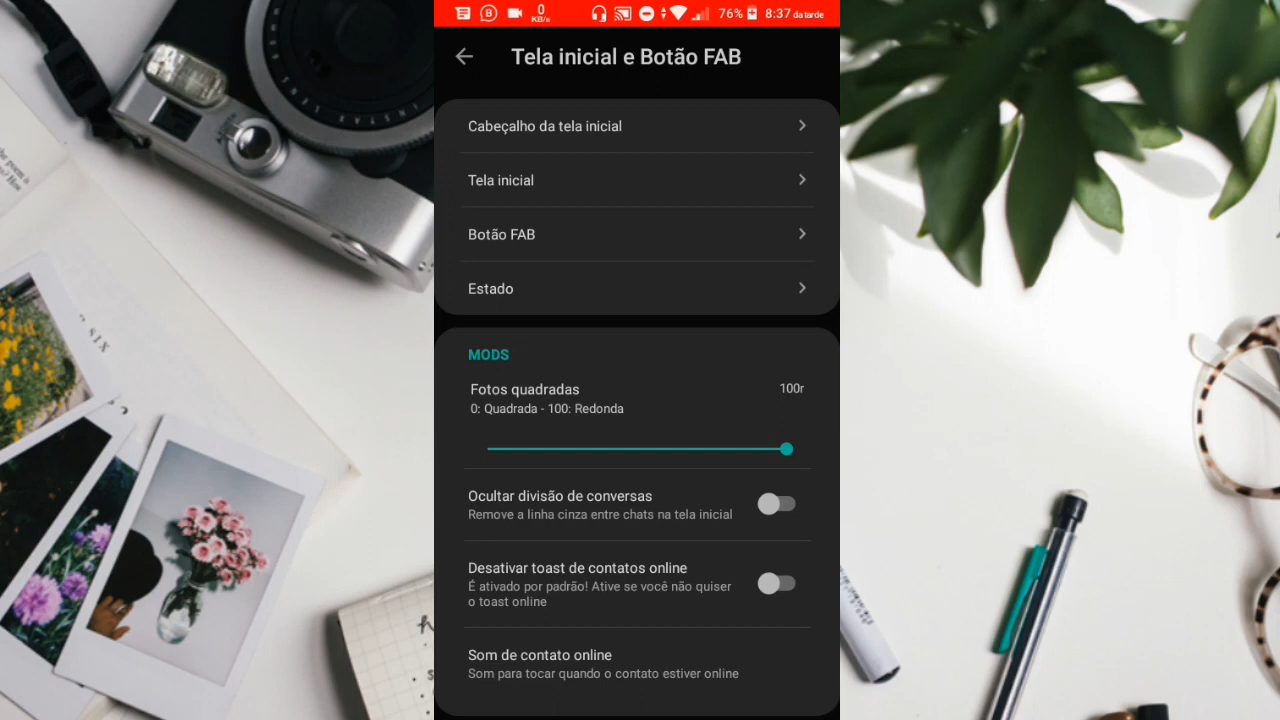 0
KB/s
76%
8:37 da tarde
Tela inicial e Botão FAB
Cabeçalho da tela inicial
Tela inicial
Botão FAB
Estado
MODS
Fotos quadradas
100r
0: Quadrada - 100: Redonda
Ocultar divisão de conversas
Remove a linha cinza entre chats na tela inicial
Desativar toast de contatos online
É ativado por padrão! Ative se você não quiser
o toast online
Som de contato online
Som para tocar quando o contato estiver online
INSTAX
SIX